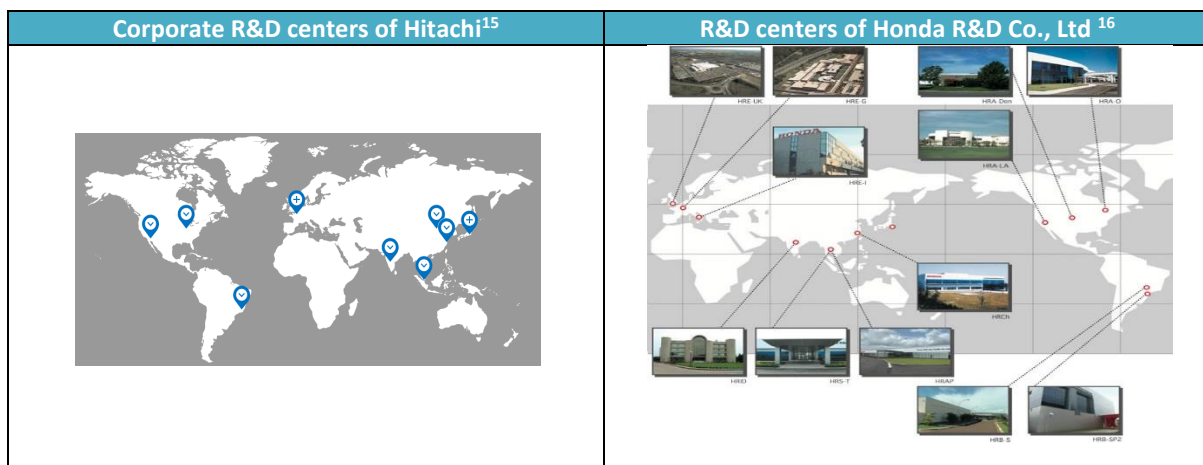 Corporate R&D centers of Hitachi15
R&D centers of Honda R&D Co., Ltd 16
HRE-UK
HRE-G
HRA-Den
HRA-O
HONDA
HRE-I
HRA-LA
HRCh
HRID
HRS-T
HRAP
HRB-S
HRB-SP2